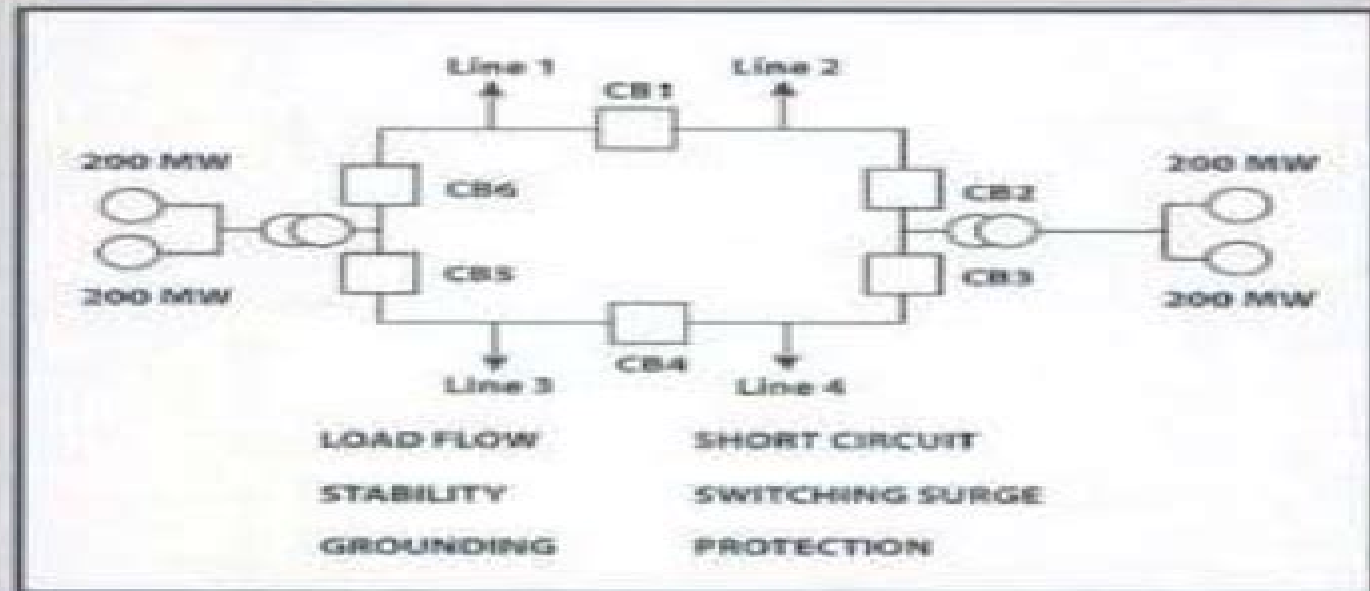 Line 1
Line 2
CB1
200 MW
200 MW
CB6
CB2
CB5
CB3
200 MW
200 MW
CB4
Line 3
Line 4
LOAD FLOW
SHORT CIRCUIT
STABILITY
SWITCHING SURGE
GROUNDING
PROTECTION